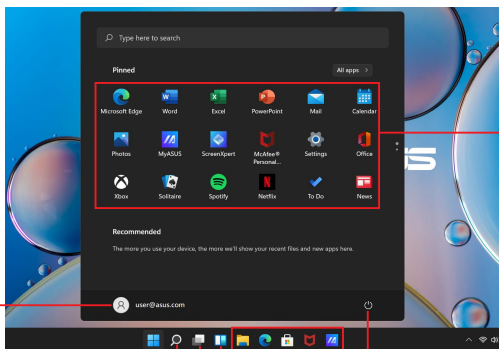 Type here to search
Pinned
All apps >
Microsoft Edge Word Excel PowerPoint Mail Calendar
Photos MyASUS ScreenXpert McAfee® Personal... Settings Office
Xbox Solitaire Spotify Netflix To Do News
Recommended
The more you use your device, the more we'll show your recent files and new apps here.
user@asus.com